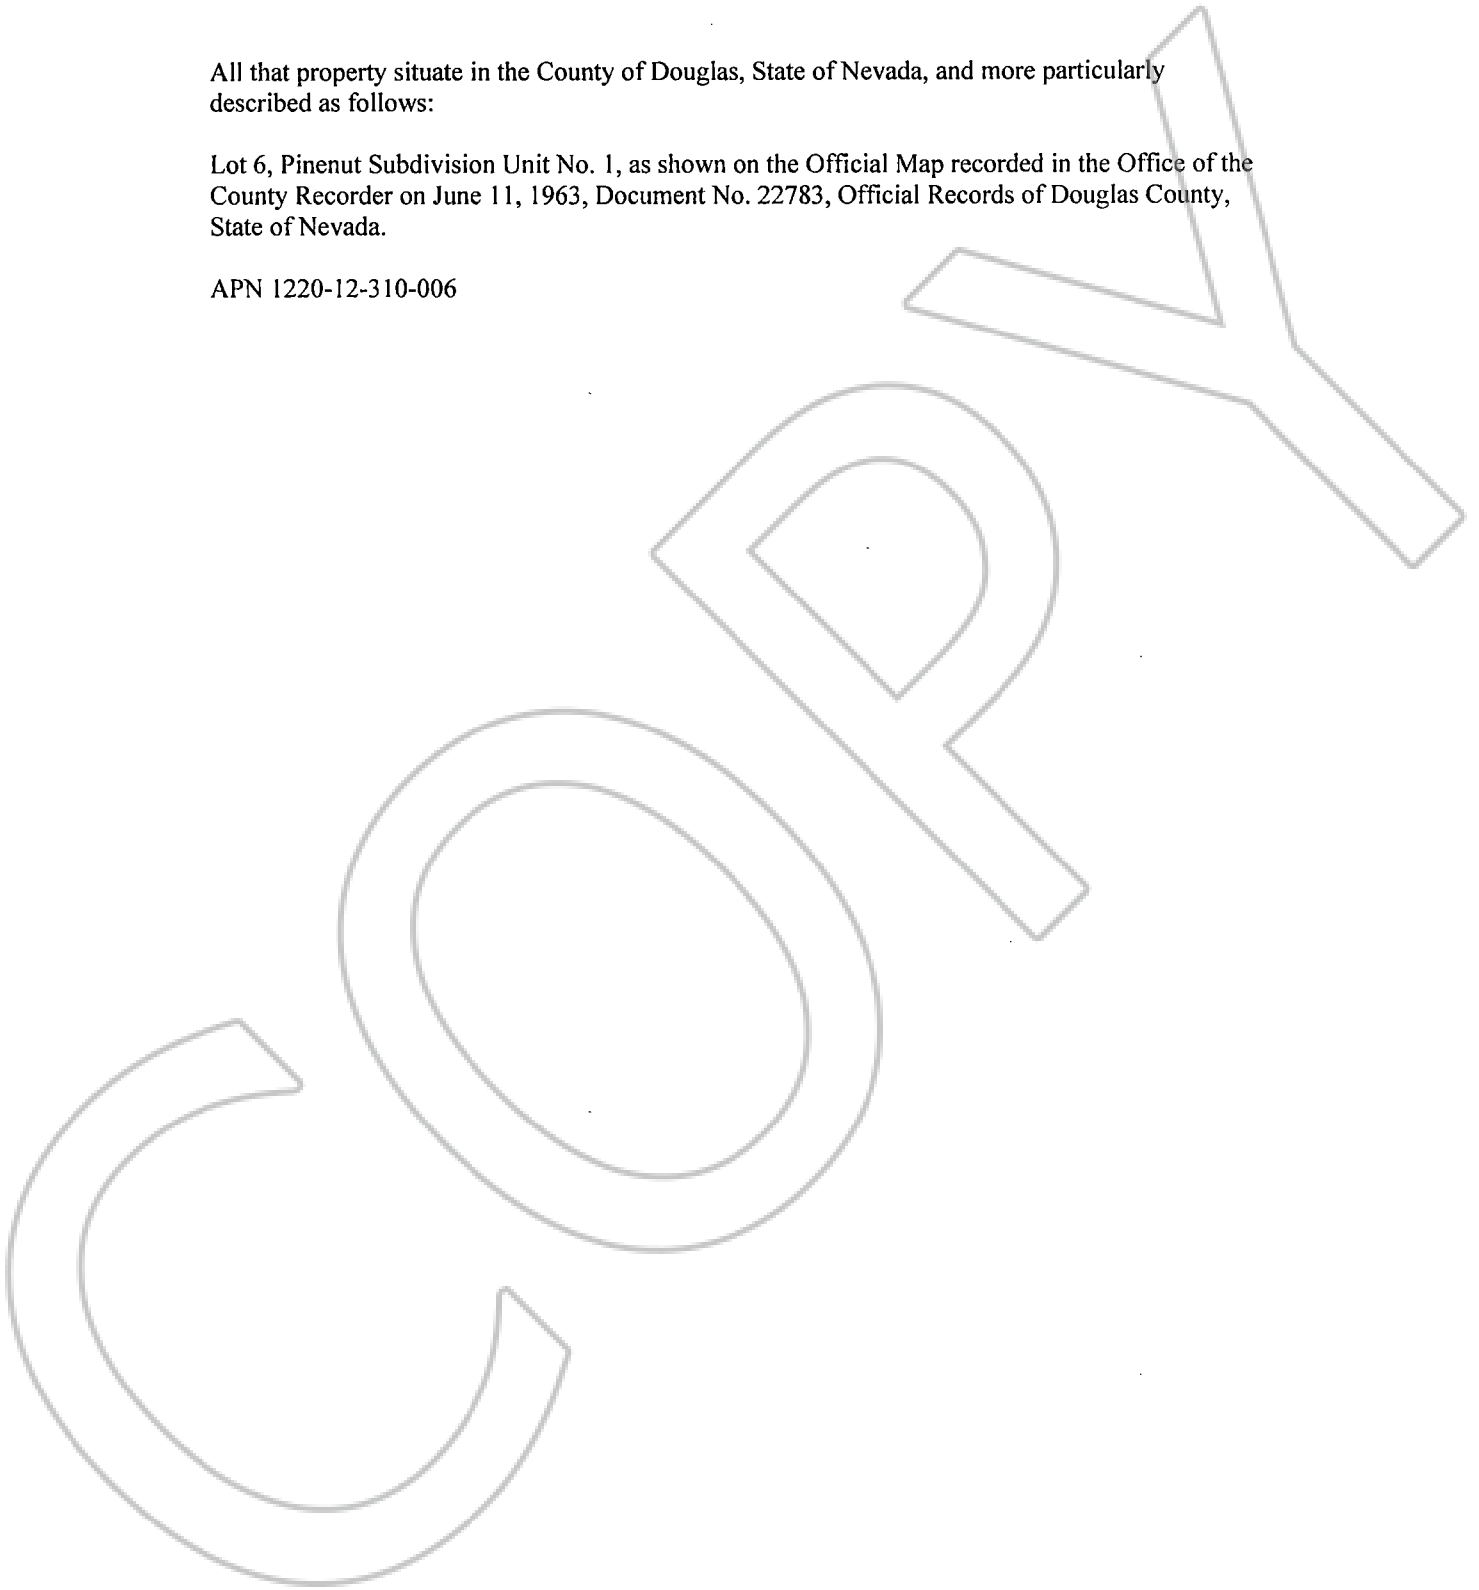 All that property situate in the County of Douglas, State of Nevada, and more particularly
described as follows:
Lot 6, Pinenut Subdivision Unit No. 1, as shown on the Official Map recorded in the Office of the
County Recorder on June 11, 1963, Document No. 22783, Official Records of Douglas County,
State of Nevada.
APN 1220-12-310-006
COPY